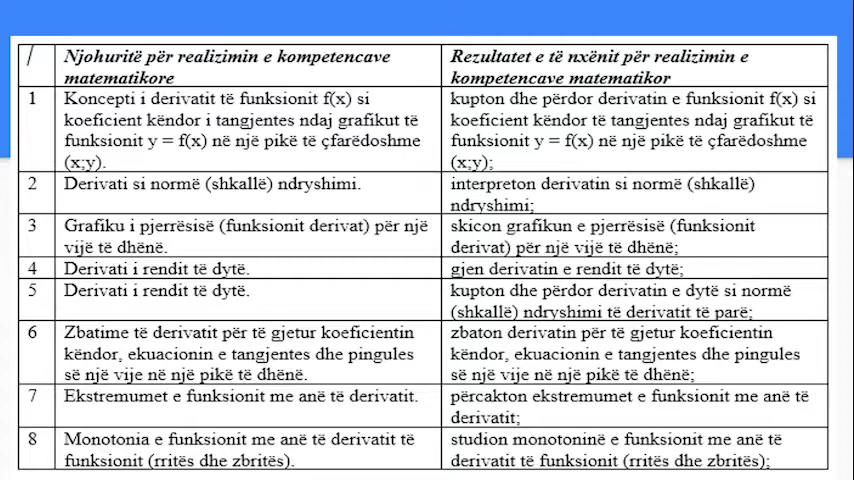 /
Njohuritë për realizimin e kompetencave
matematikore
Rezultatet e të nxënit për realizimin e
kompetencave matematikor
1
Koncepti i derivatit të funksionit f(x) si
koeficient këndor i tangjentes ndaj grafikut të
funksionit y = f(x) në një pikë të çfarëdoshme
(x;y).
kupton dhe përdor derivatin e funksionit f(x) si
koeficient këndor të tangjentes ndaj grafikut të
funksionit y = f(x) në një pikë të çfarëdoshme
(x;y);
2
Derivati si normë (shkallë) ndryshimi.
interpreton derivatin si normë (shkallë)
ndryshimi;
3
Grafiku i pjerrësisë (funksionit derivat) për një
vijë të dhënë.
skicon grafikun e pjerrësisë (funksionit
derivat) për një vijë të dhënë;
4
Derivati i rendit të dytë.
gjen derivatin e rendit të dytë;
5
Derivati i rendit të dytë.
kupton dhe përdor derivatin e dytë si normë
(shkallë) ndryshimi të derivatit të parë;
6
Zbatime të derivatit për të gjetur koeficientin
këndor, ekuacionin e tangjentes dhe pingules
së një vije në një pikë të dhënë.
zbaton derivatin për të gjetur koeficientin
këndor, ekuacionin e tangjentes dhe pingules
së një vije në një pikë të dhënë;
7
Ekstremumet e funksionit me anë të derivatit.
përcakton ekstremumet e funksionit me anë të
derivatit;
8
Monotonia e funksionit me anë të derivatit të
funksionit (rritës dhe zbritës).
studion monotoninë e funksionit me anë të
derivatit të funksionit (rritës dhe zbritës);